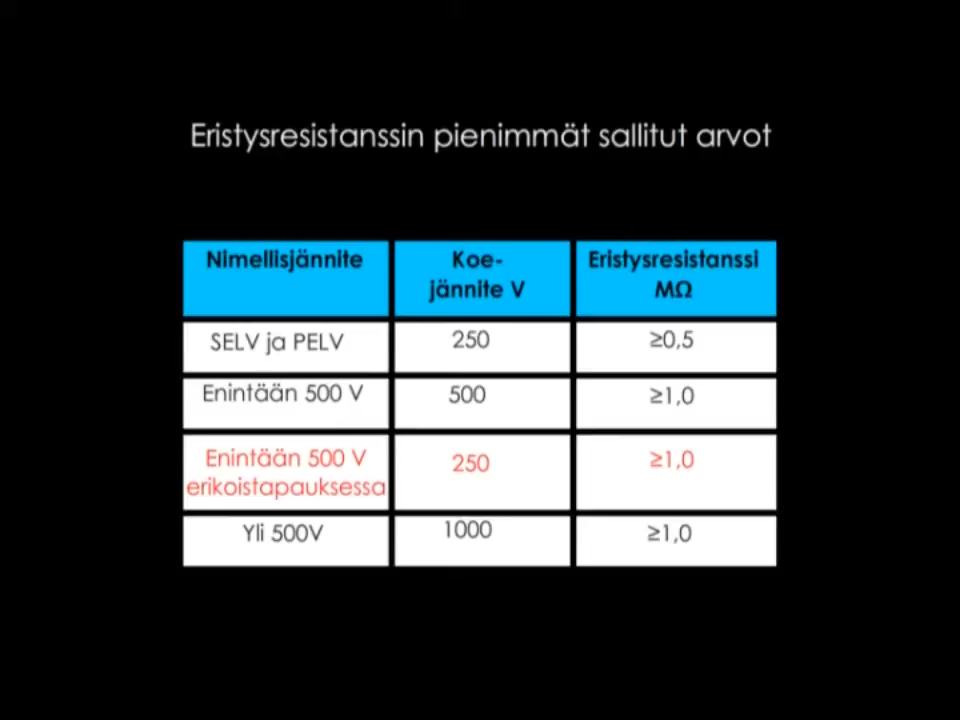 Eristysresistanssin pienimmät sallitut arvot
Nimellisjännite
Koe-
jännite V
Eristysresistanssi
MΩ
SELV ja PELV
250
≥0,5
Enintään 500 V
500
≥1,0
Enintään 500 V
erikoistapauksessa
250
≥1,0
Yli 500V
1000
≥1,0